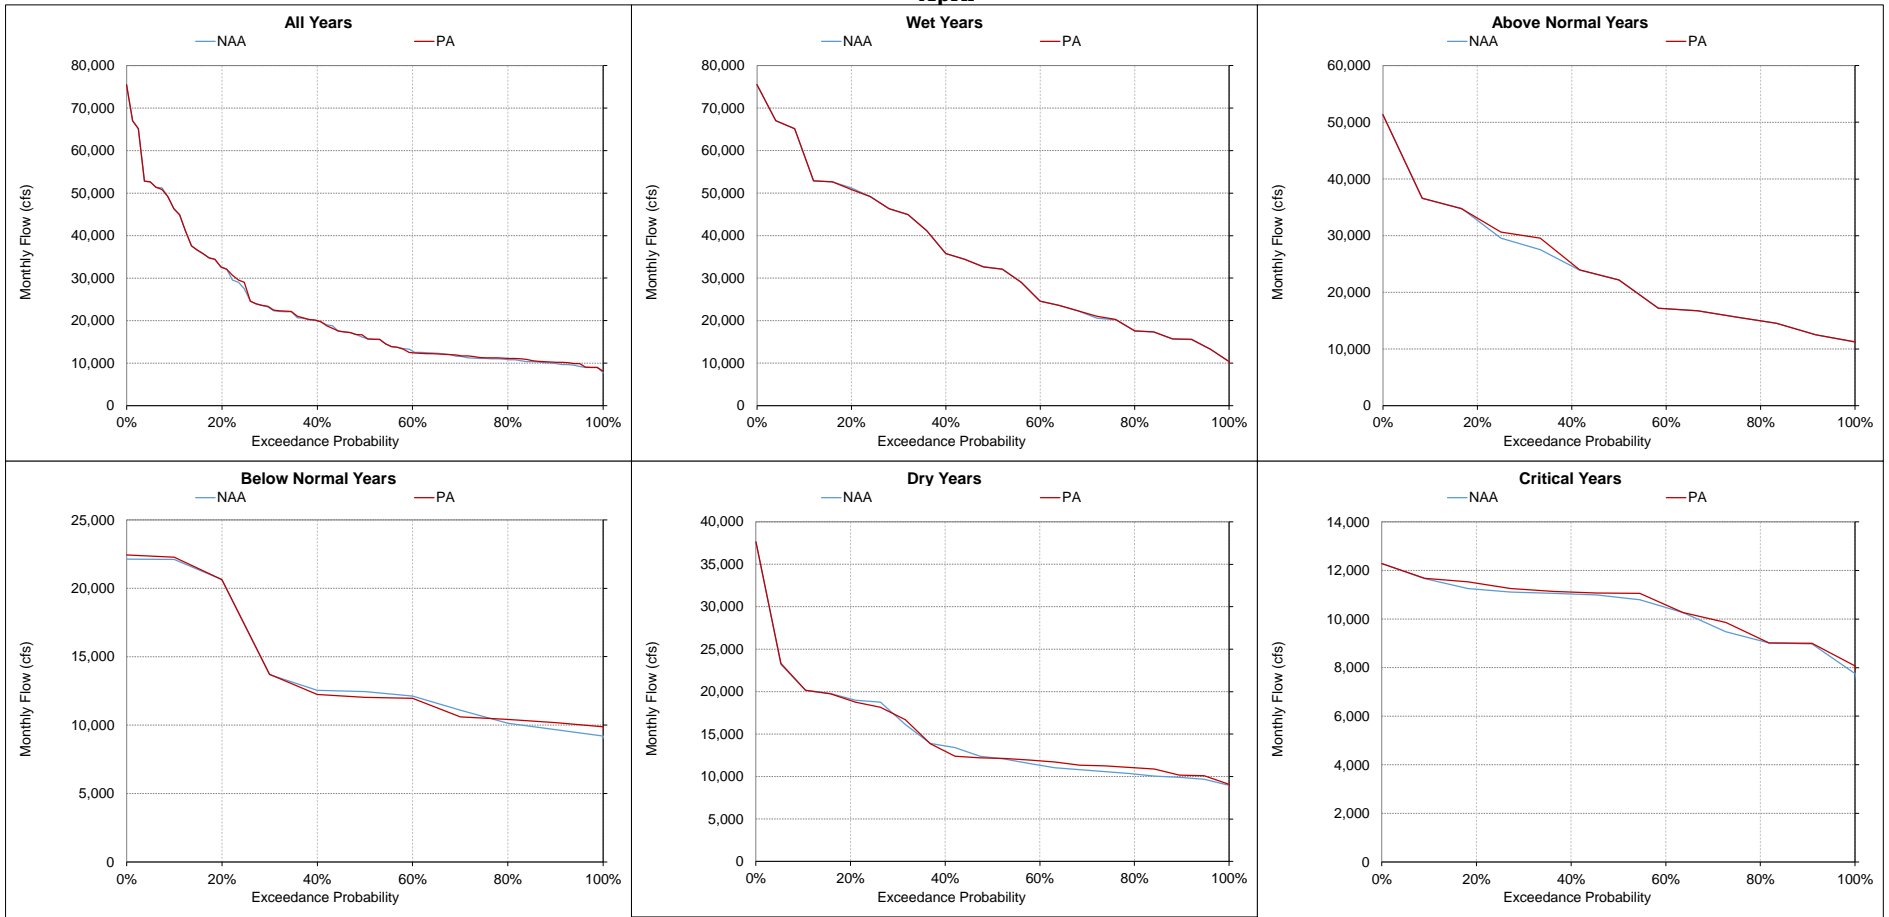 All Years
NAA PA
80,000
70,000
60,000
50,000
40,000
30,000
20,000
10,000
0
Monthly Flow (cfs)
0% 20% 40% 60% 80% 100%
Exceedance Probability
Wet Years
NAA PA
80,000
70,000
60,000
50,000
40,000
30,000
20,000
10,000
0
Monthly Flow (cfs)
0% 20% 40% 60% 80% 100%
Exceedance Probability
Above Normal Years
NAA PA
60,000
50,000
40,000
30,000
20,000
10,000
0
Monthly Flow (cfs)
0% 20% 40% 60% 80% 100%
Exceedance Probability
Below Normal Years
NAA PA
25,000
20,000
15,000
10,000
5,000
0
Monthly Flow (cfs)
0% 20% 40% 60% 80% 100%
Exceedance Probability
Dry Years
NAA PA
40,000
35,000
30,000
25,000
20,000
15,000
10,000
5,000
0
Monthly Flow (cfs)
0% 20% 40% 60% 80% 100%
Exceedance Probability
Critical Years
NAA PA
14,000
12,000
10,000
8,000
6,000
4,000
2,000
0
Monthly Flow (cfs)
0% 20% 40% 60% 80% 100%
Exceedance Probability